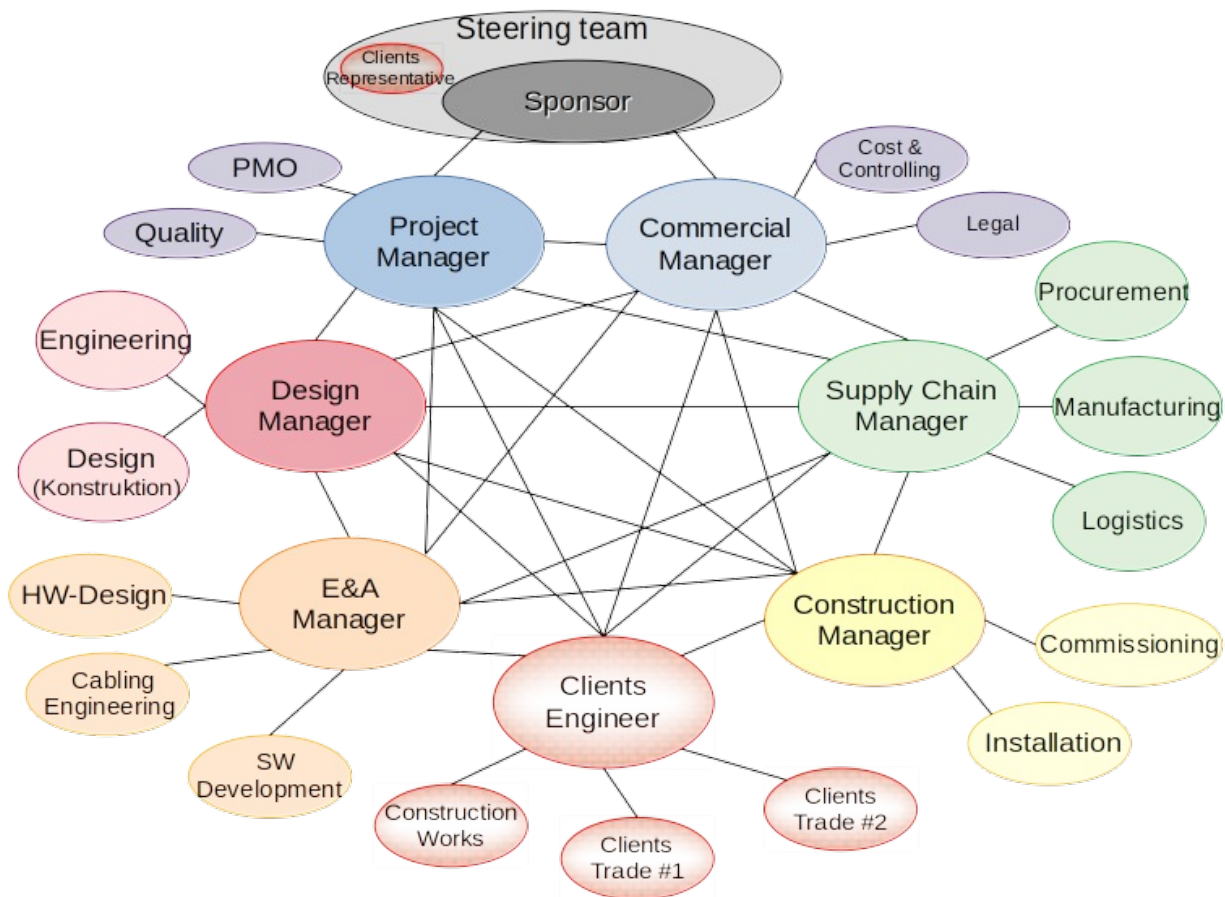 Steering team
Clients
Representative
Sponsor
PMO
Cost &
Controlling
Quality
Project
Manager
Commercial
Manager
Legal
Procurement
Engineering
Design
Manager
Supply Chain
Manager
Manufacturing
Design
(Konstruktion)
Logistics
HW-Design
E&A
Manager
Construction
Manager
Commissioning
Cabling
Engineering
Clients
Engineer
Installation
SW
Development
Construction
Works
Clients
Trade #1
Clients
Trade #2